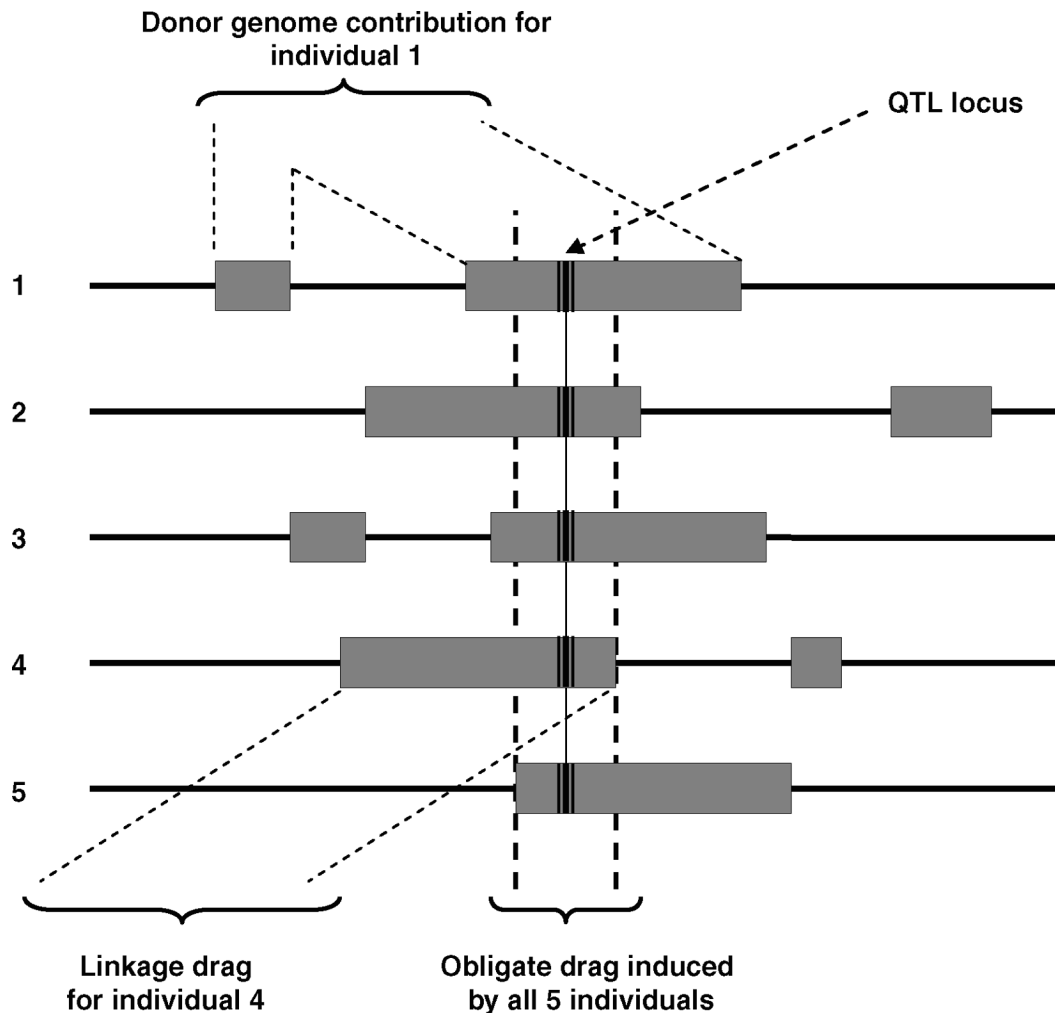 Donor genome contribution for
individual 1
QTL locus
1
2
3
4
5
Linkage drag
for individual 4
Obligate drag induced
by all 5 individuals